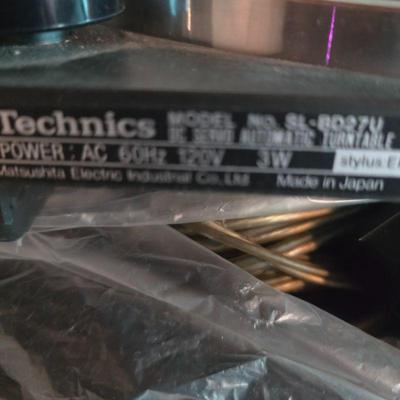 Technics MODEL No. SL-BD27U
DC SERVO AUTOMATIC TURNTABLE
POWER : AC 60Hz 120V 3W stylus
Matsushita Electric Industrial Co. Ltd. Made in Japan